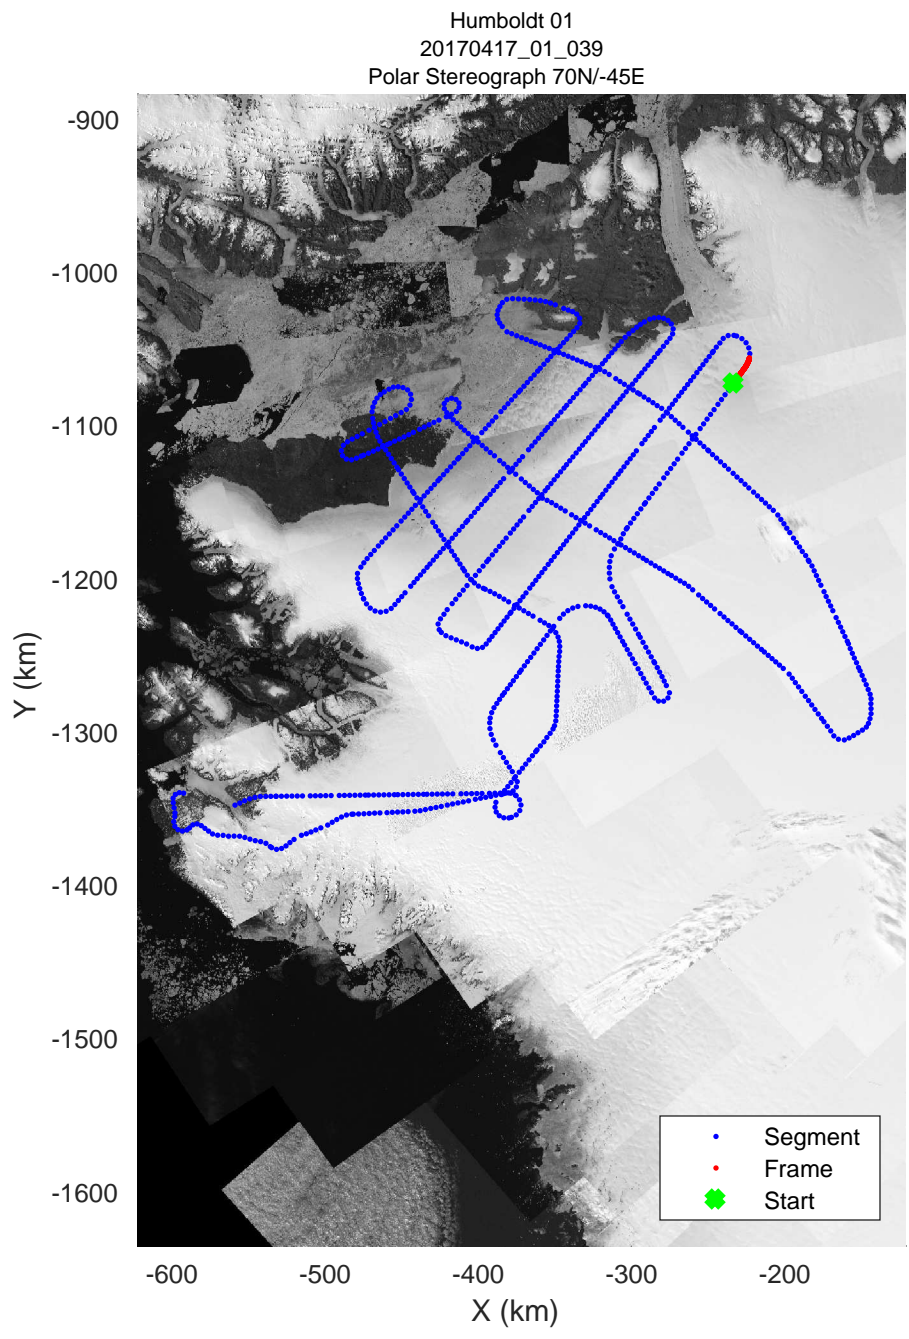 Humboldt 01
20170417_01_039
Polar Stereograph 70N/-45E
-900
-1000
-1100
-1200
-1300
-1400
-1500
-1600
Y (km)
Segment
Frame
Start
-600 -500 -400 -300 -200
X (km)